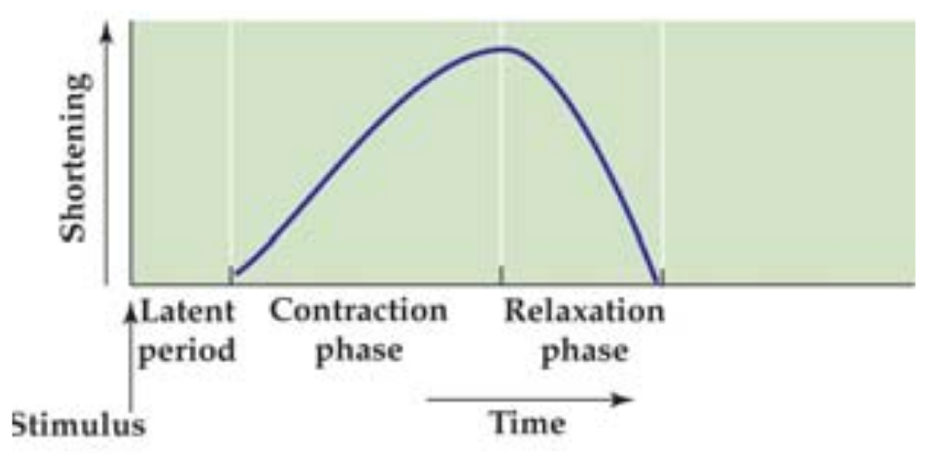 Shortening
Latent
period
Contraction
phase
Relaxation
phase
Stimulus
Time